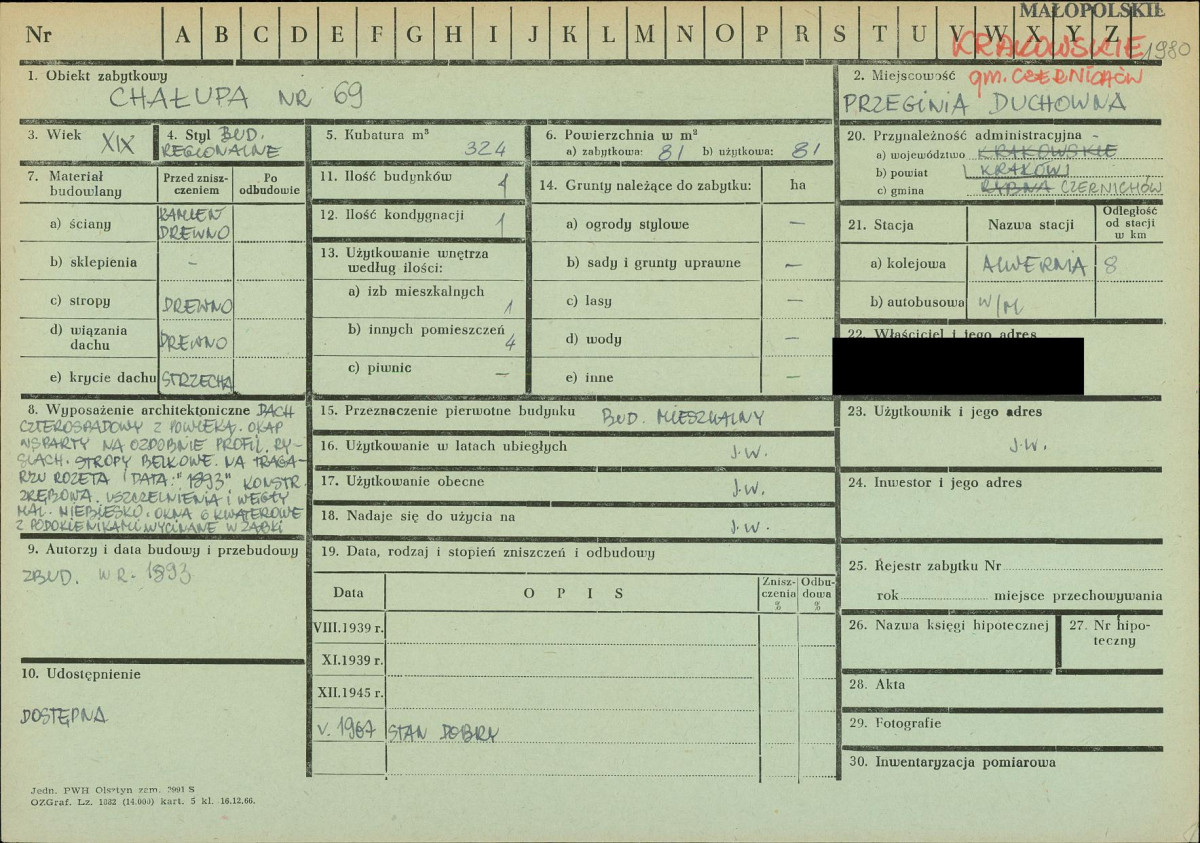 MAŁOPOLSKIE
Nr A B C D E F G H I J K L M N O P R S T U V W X Y Z
KRAKOWSKIE 1980
gm. CZERNICHÓW
1. Obiekt zabytkowy
CHAŁUPA NR 69
2. Miejscowość
PRZEGINIA DUCHOWNA
3. Wiek XIX
4. Styl BUD.
REGIONALNE
5. Kubatura m³
324
6. Powierzchnia w m²
a) zabytkowa: 81 b) użytkowa: 81
7. Materiał budowlany
Przed zniszczeniem
Po odbudowie
a) ściany KAMIEŃ
DREWNO
b) sklepienia –
c) stropy DREWNO
d) wiązania dachu DREWNO
e) krycie dachu STRZECHA
11. Ilość budynków 1
12. Ilość kondygnacji 1
13. Użytkowanie wnętrza
według ilości:
a) izb mieszkalnych
1
b) innych pomieszczeń
4
c) piwnic –
14. Grunty należące do zabytku: ha
a) ogrody stylowe –
b) sady i grunty uprawne –
c) lasy –
d) wody –
e) inne –
20. Przynależność administracyjna
a) województwo KRAKOWSKIE
b) powiat KRAKÓW
c) gmina RYBNA CZERNICHÓW
21. Stacja Nazwa stacji Odległość
od stacji
w km
a) kolejowa ALWERNIA 8
b) autobusowa W/M
22. Właściciel i jego adres
8. Wyposażenie architektoniczne DACH
CZTEROSPADOWY Z POWIEKĄ. OKAP
WSPARTY NA OZDOBNIE PROFIL. RY-
SIACH. STROPY BELKOWE. NA TRAGA-
RZU ROZETA I DATA: "1893" KONSTR.
ZRĘBOWA. USZCZELNIENIA I WĘGŁY
MAL. NIEBIESKO. OKNA 6 KWATEROWE
Z PODOKIENNIKAMI WYCINANE W ZĄBKI
15. Przeznaczenie pierwotne budynku BUD. MIESZKALNY
16. Użytkowanie w latach ubiegłych J.W.
17. Użytkowanie obecne J.W.
18. Nadaje się do użycia na J.W.
23. Użytkownik i jego adres
J.W.
24. Inwestor i jego adres
9. Autorzy i data budowy i przebudowy
ZBUD. W R. 1893
10. Udostępnienie
DOSTĘPNA
19. Data, rodzaj i stopień zniszczeń i odbudowy
Data OPIS Znisz-
czenia
% Odbu-
dowa
%
VIII.1939 r.
XI.1939 r.
XII.1945 r.
V. 1967 STAN DOBRY
25. Rejestr zabytku Nr
rok miejsce przechowywania
26. Nazwa księgi hipotecznej
27. Nr hipo-
teczny
28. Akta
29. Fotografie
30. Inwentaryzacja pomiarowa
Jedn. PWH Olsztyn zam. 2991 S
OZGraf. Lz. 1032 (14.000) kart. 5 kl. 16.12.66.